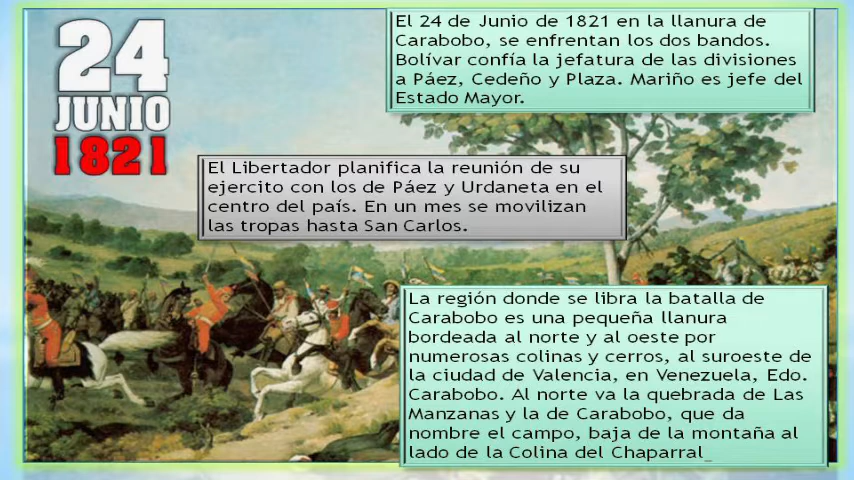 24
JUNIO
1821
El 24 de Junio de 1821 en la llanura de
Carabobo, se enfrentan los dos bandos.
Bolívar confía la jefatura de las divisiones
a Páez, Cedeño y Plaza. Mariño es jefe del
Estado Mayor.
El Libertador planifica la reunión de su
ejercito con los de Páez y Urdaneta en el
centro del país. En un mes se movilizan
las tropas hasta San Carlos.
La región donde se libra la batalla de
Carabobo es una pequeña llanura
bordeada al norte y al oeste por
numerosas colinas y cerros, al suroeste de
la ciudad de Valencia, en Venezuela, Edo.
Carabobo. Al norte va la quebrada de Las
Manzanas y la de Carabobo, que da
nombre el campo, baja de la montaña al
lado de la Colina del Chaparral_